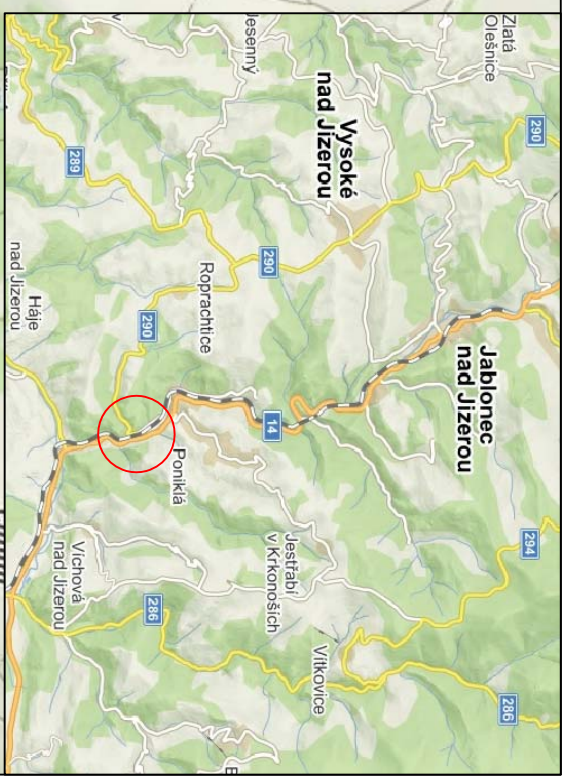 290
294
Zlatá
Olešnice
286
Jablonec
nad Jizerou
Vysoké
nad Jizerou
Vítkovice
Jestřabí
v Krkonoších
14
290
Roprachtice
Poniklá
286
290
Víchová
nad Jizerou
289
Háje
nad Jizerou